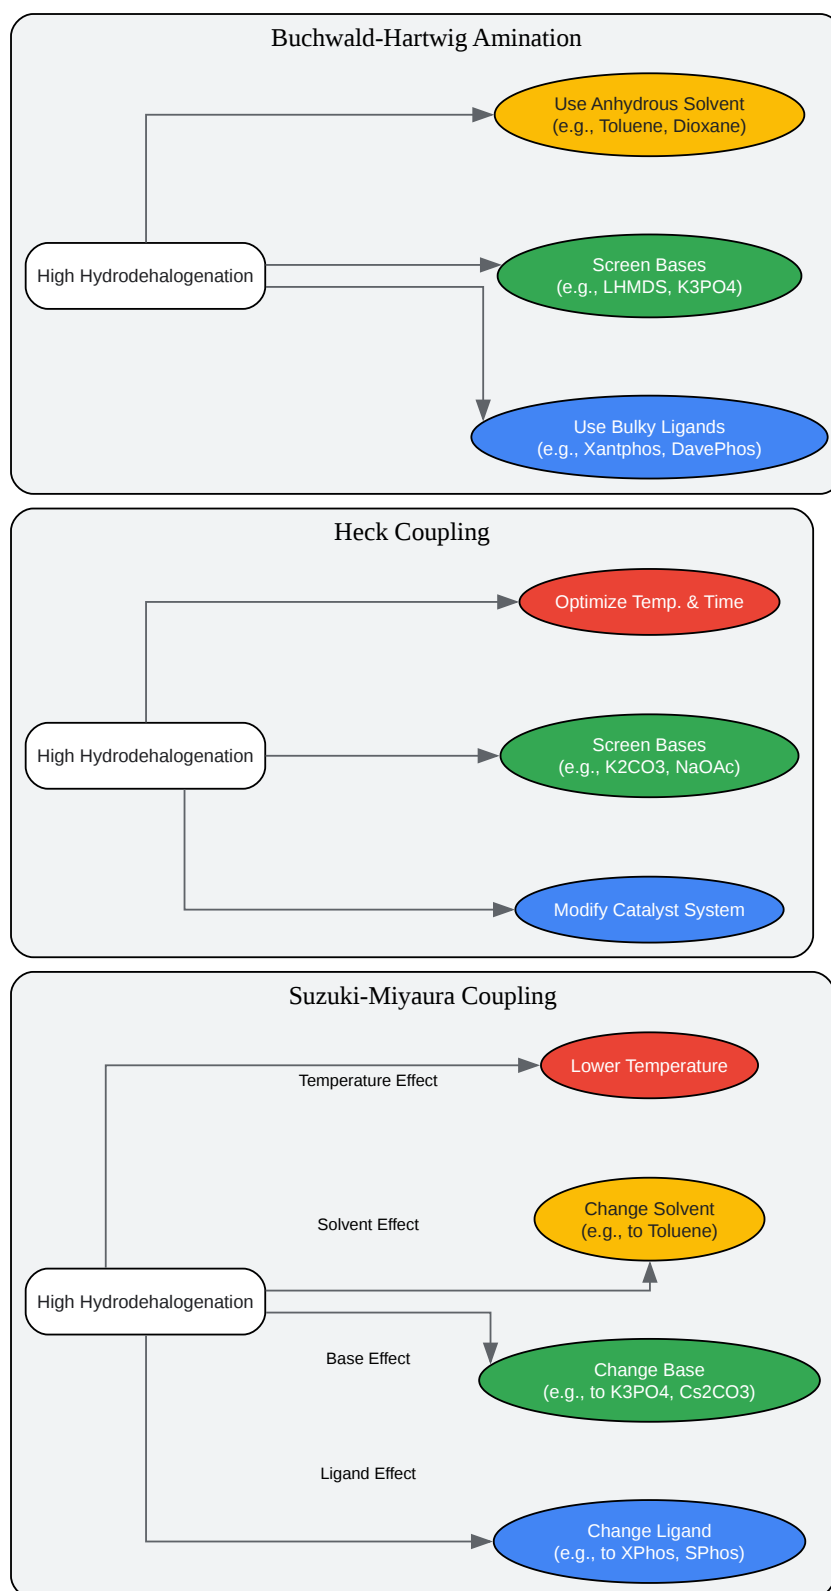 Buchwald-Hartwig Amination
Use Anhydrous Solvent
(e.g., Toluene, Dioxane)
High Hydrodehalogenation
Screen Bases
(e.g., LHMDS, K3PO4)
Use Bulky Ligands
(e.g., Xantphos, DavePhos)
Heck Coupling
Optimize Temp. & Time
High Hydrodehalogenation
Screen Bases
(e.g., K2CO3, NaOAc)
Modify Catalyst System
Suzuki-Miyaura Coupling
Lower Temperature
Temperature Effect
Change Solvent
(e.g., to Toluene)
Solvent Effect
High Hydrodehalogenation
Base Effect
Change Base
(e.g., to K3PO4, Cs2CO3)
Ligand Effect
Change Ligand
(e.g., to XPhos, SPhos)